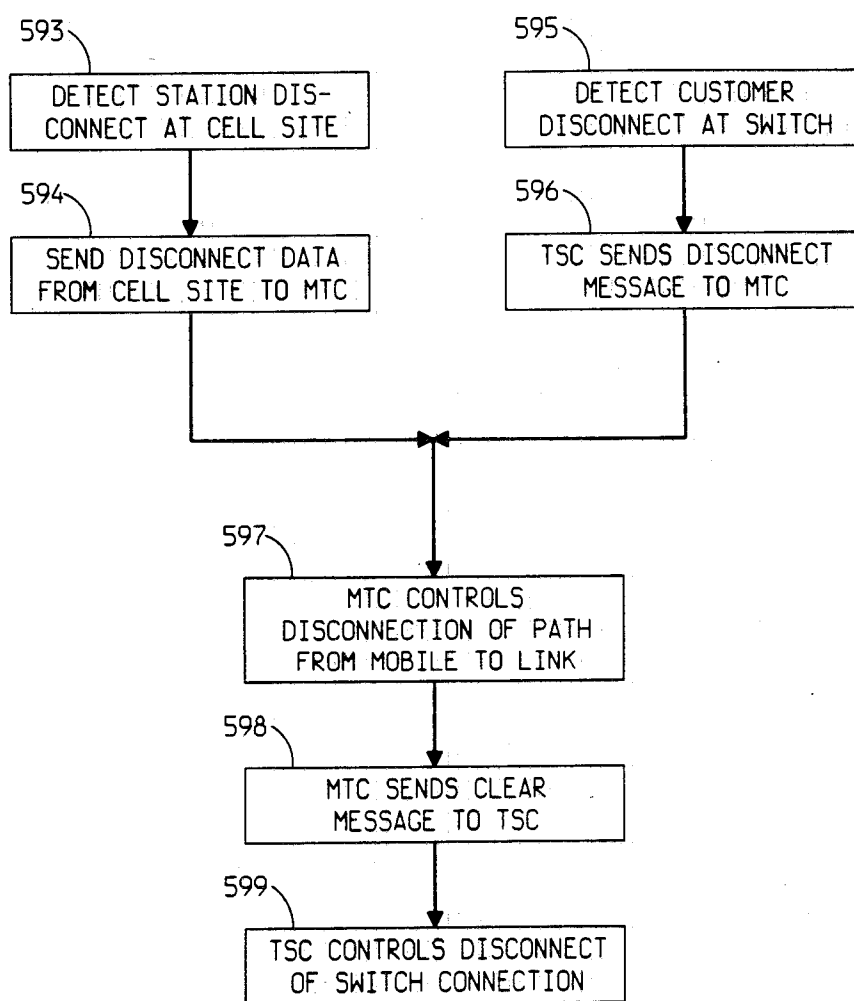 593
DETECT STATION DIS-
CONNECT AT CELL SITE
595
DETECT CUSTOMER
DISCONNECT AT SWITCH
594
SEND DISCONNECT DATA
FROM CELL SITE TO MTC
596
TSC SENDS DISCONNECT
MESSAGE TO MTC
597
MTC CONTROLS
DISCONNECTION OF PATH
FROM MOBILE TO LINK
598
MTC SENDS CLEAR
MESSAGE TO TSC
599
TSC CONTROLS DISCONNECT
OF SWITCH CONNECTION